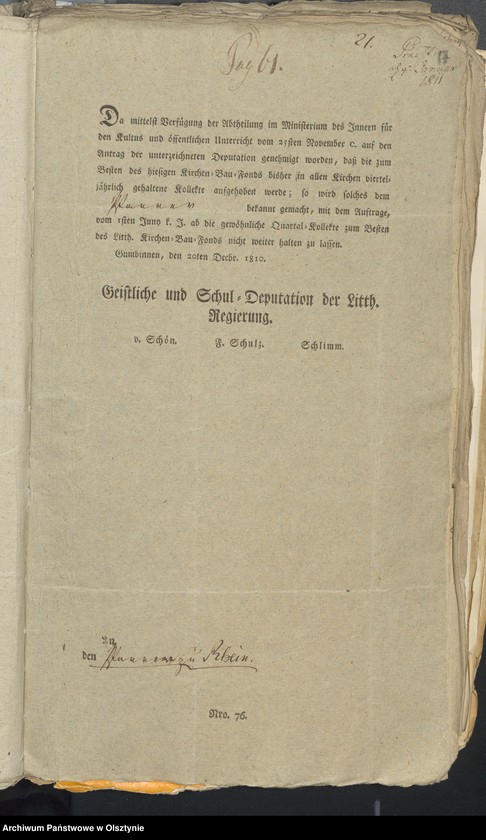 21.
Pag 61.
Januar
1811
Da mittelst Verfügung der Abtheilung im Ministerium des Innern für
den Kultus und öffentlichen Unterricht vom 25sten November c. auf den
Antrag der unterzeichneten Deputation genehmigt worden, daß die zum
Besten des hiesigen Kirchen-Bau-Fonds bisher in allen Kirchen viertel-
jährlich gehaltene Kollekte aufgehoben werde; so wird solches dem
Pfarrer bekannt gemacht, mit dem Auftrage,
vom 1sten Juny k. J. ab die gewöhnliche Quartal-Kollekte zum Besten
des Litth. Kirchen-Bau-Fonds nicht weiter halten zu lassen.
Gumbinnen, den 20ten Decbr. 1810.
Geistliche und Schul-Deputation der Litth.
Regierung.
v. Schön. F. Schulz. Schlimm.
An
den Pfarrer zu Rhein.
Nro. 76.
Archiwum Państwowe w Olsztynie